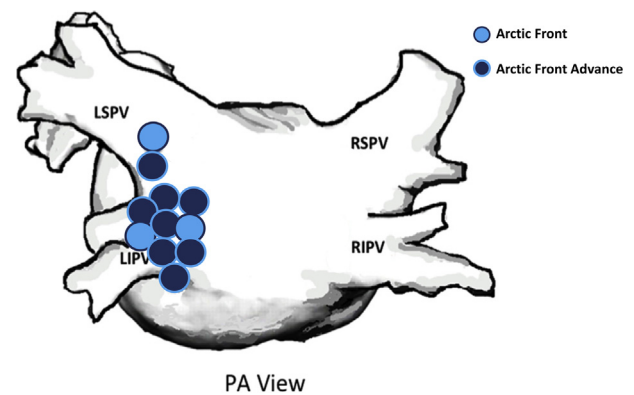 Arctic Front
Arctic Front Advance
LSPV
RSPV
RIPV
LIPV
PA View